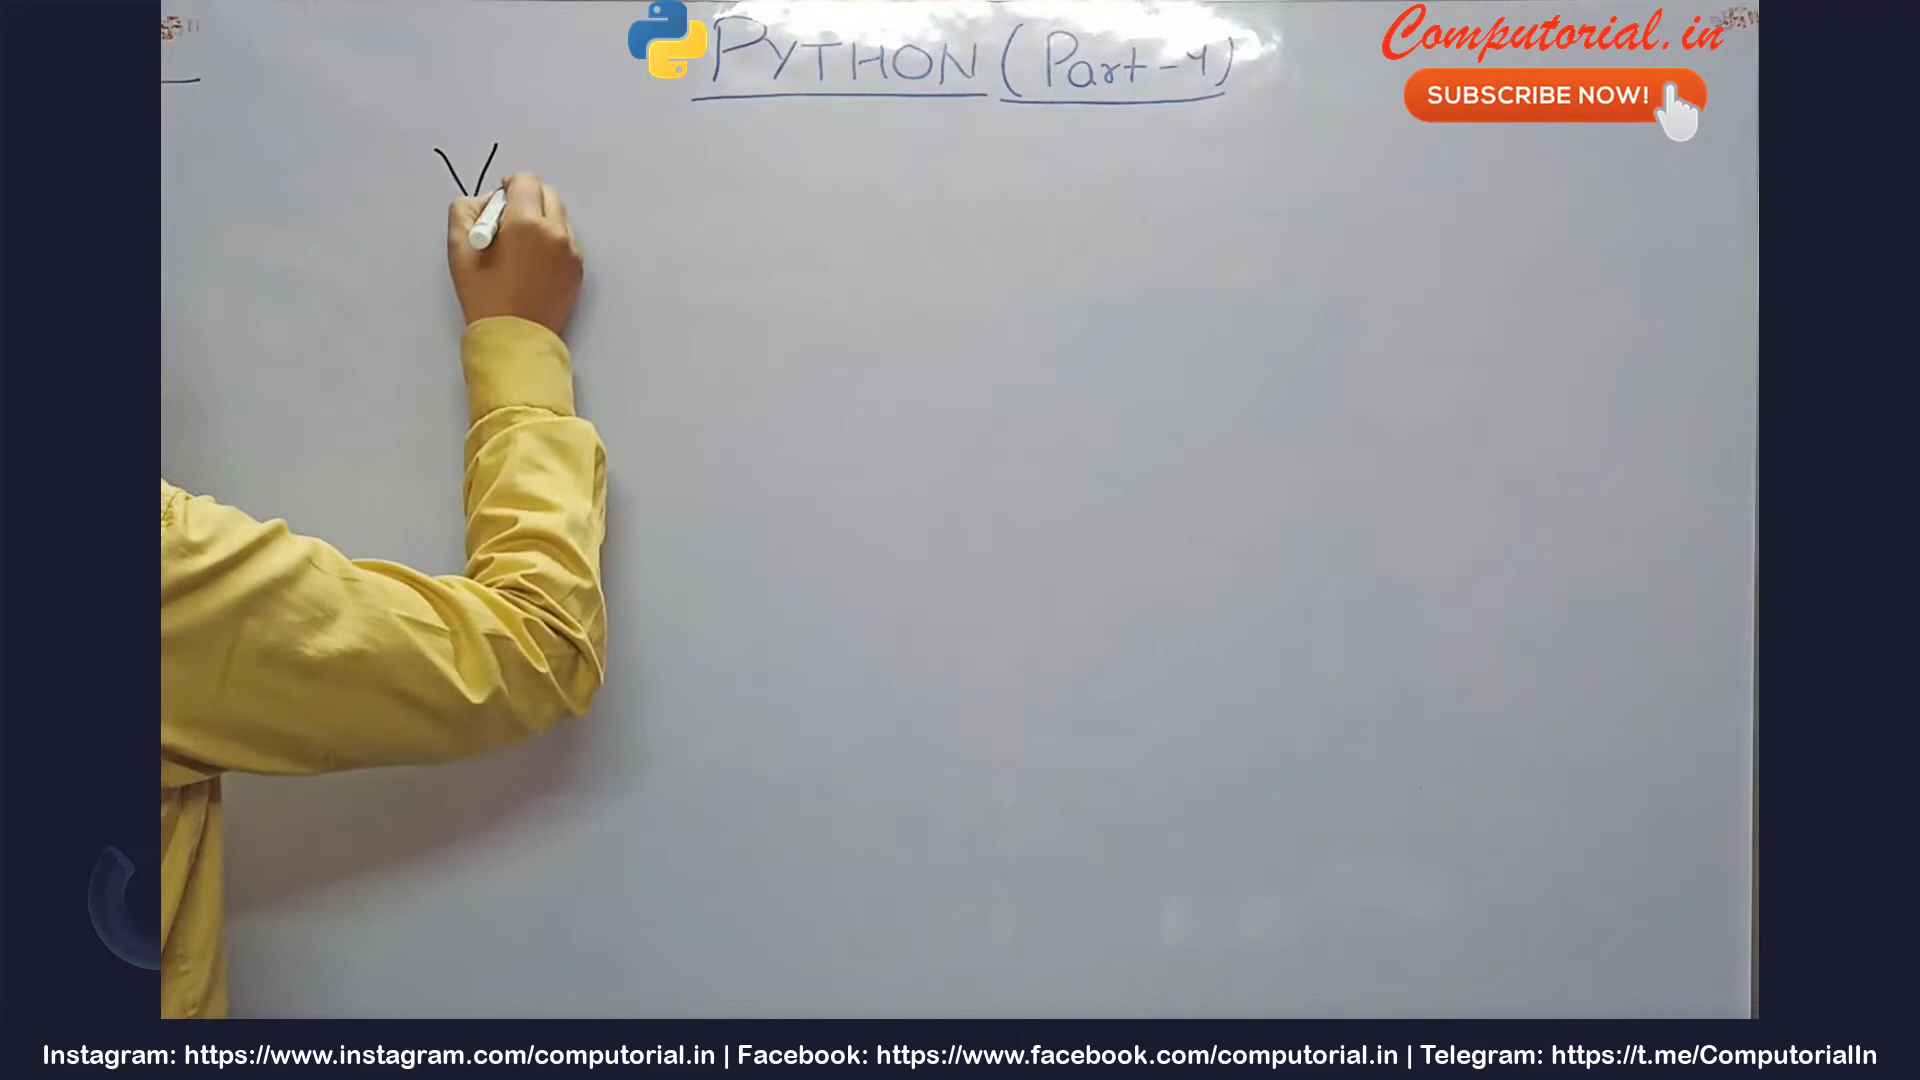 PYTHON (Part-4)
Computorial.in
SUBSCRIBE NOW!
V
Instagram: https://www.instagram.com/computorial.in | Facebook: https://www.facebook.com/computorial.in | Telegram: https://t.me/ComputorialIn